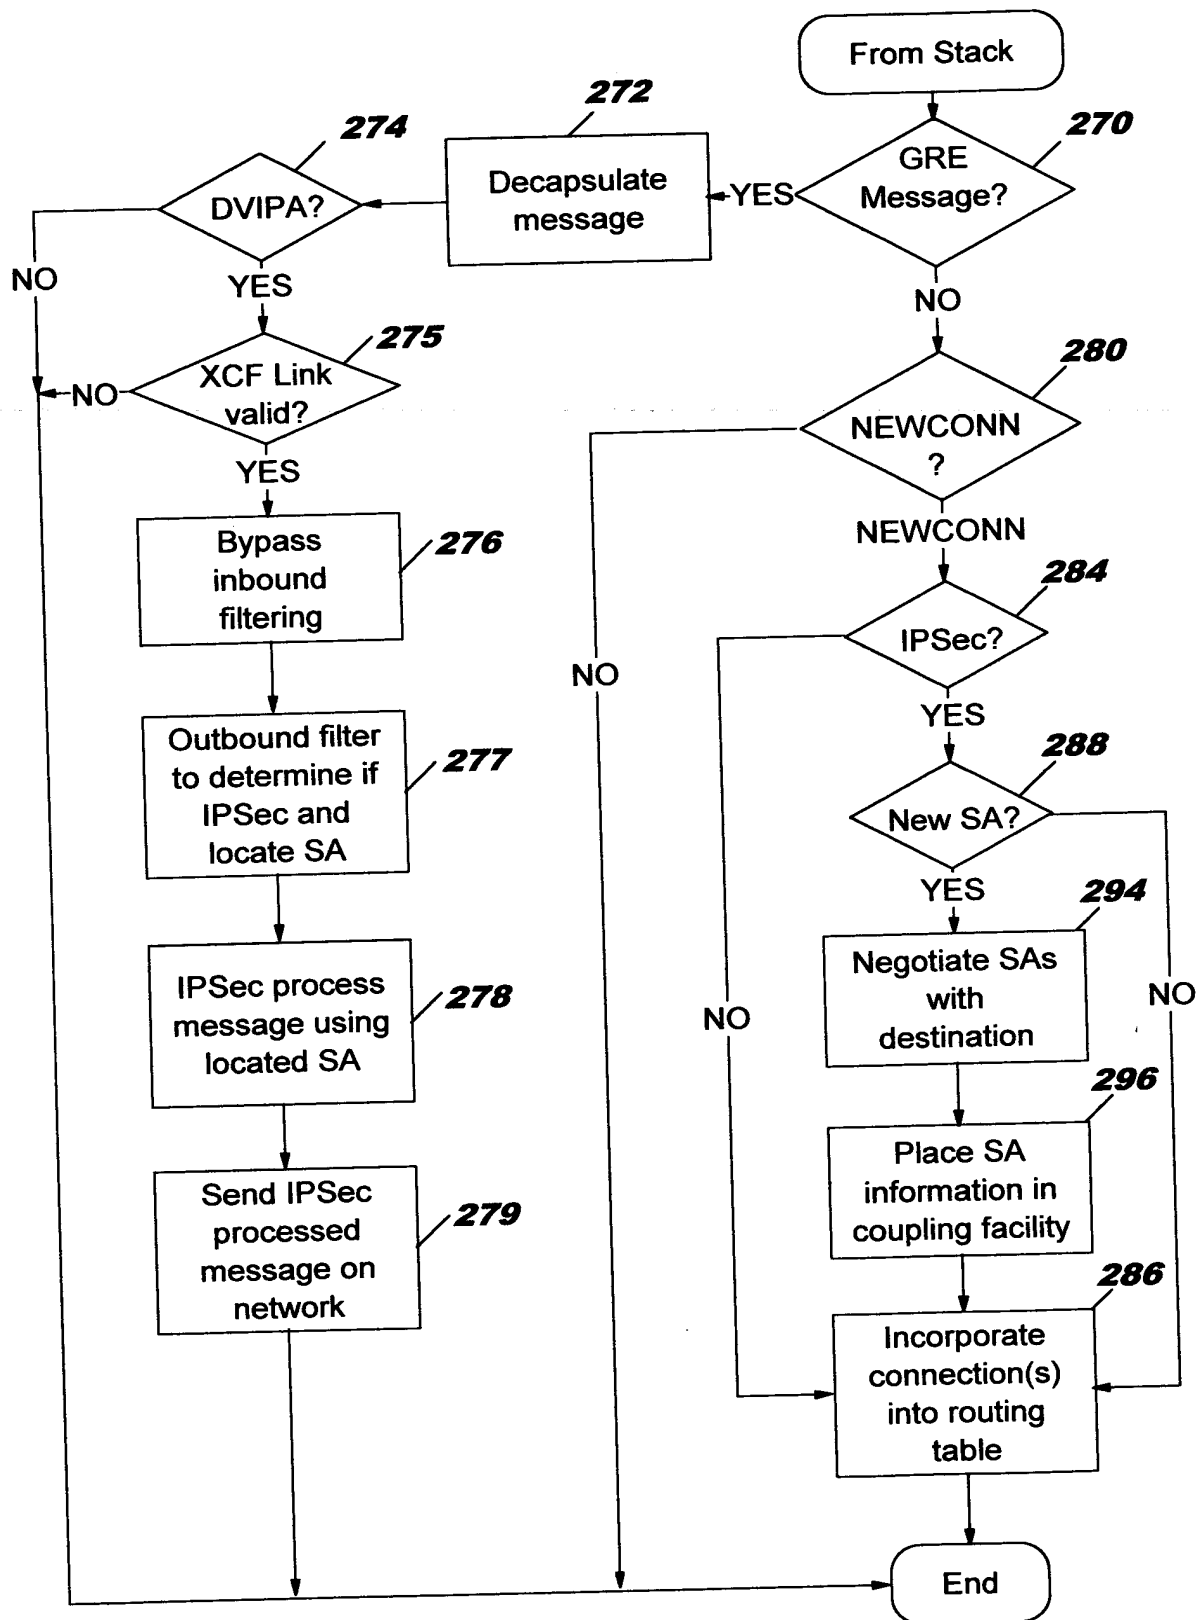 From Stack
270
GRE
Message?
YES
272
Decapsulate
message
274
DVIPA?
NO
YES
275
XCF Link
valid?
NO
YES
276
Bypass
inbound
filtering
277
Outbound filter
to determine if
IPSec and
locate SA
278
IPSec process
message using
located SA
279
Send IPSec
processed
message on
network
NO
280
NEWCONN
?
NO
NEWCONN
284
IPSec?
NO
YES
288
New SA?
NO
YES
294
Negotiate SAs
with
destination
296
Place SA
information in
coupling facility
286
Incorporate
connection(s)
into routing
table
End